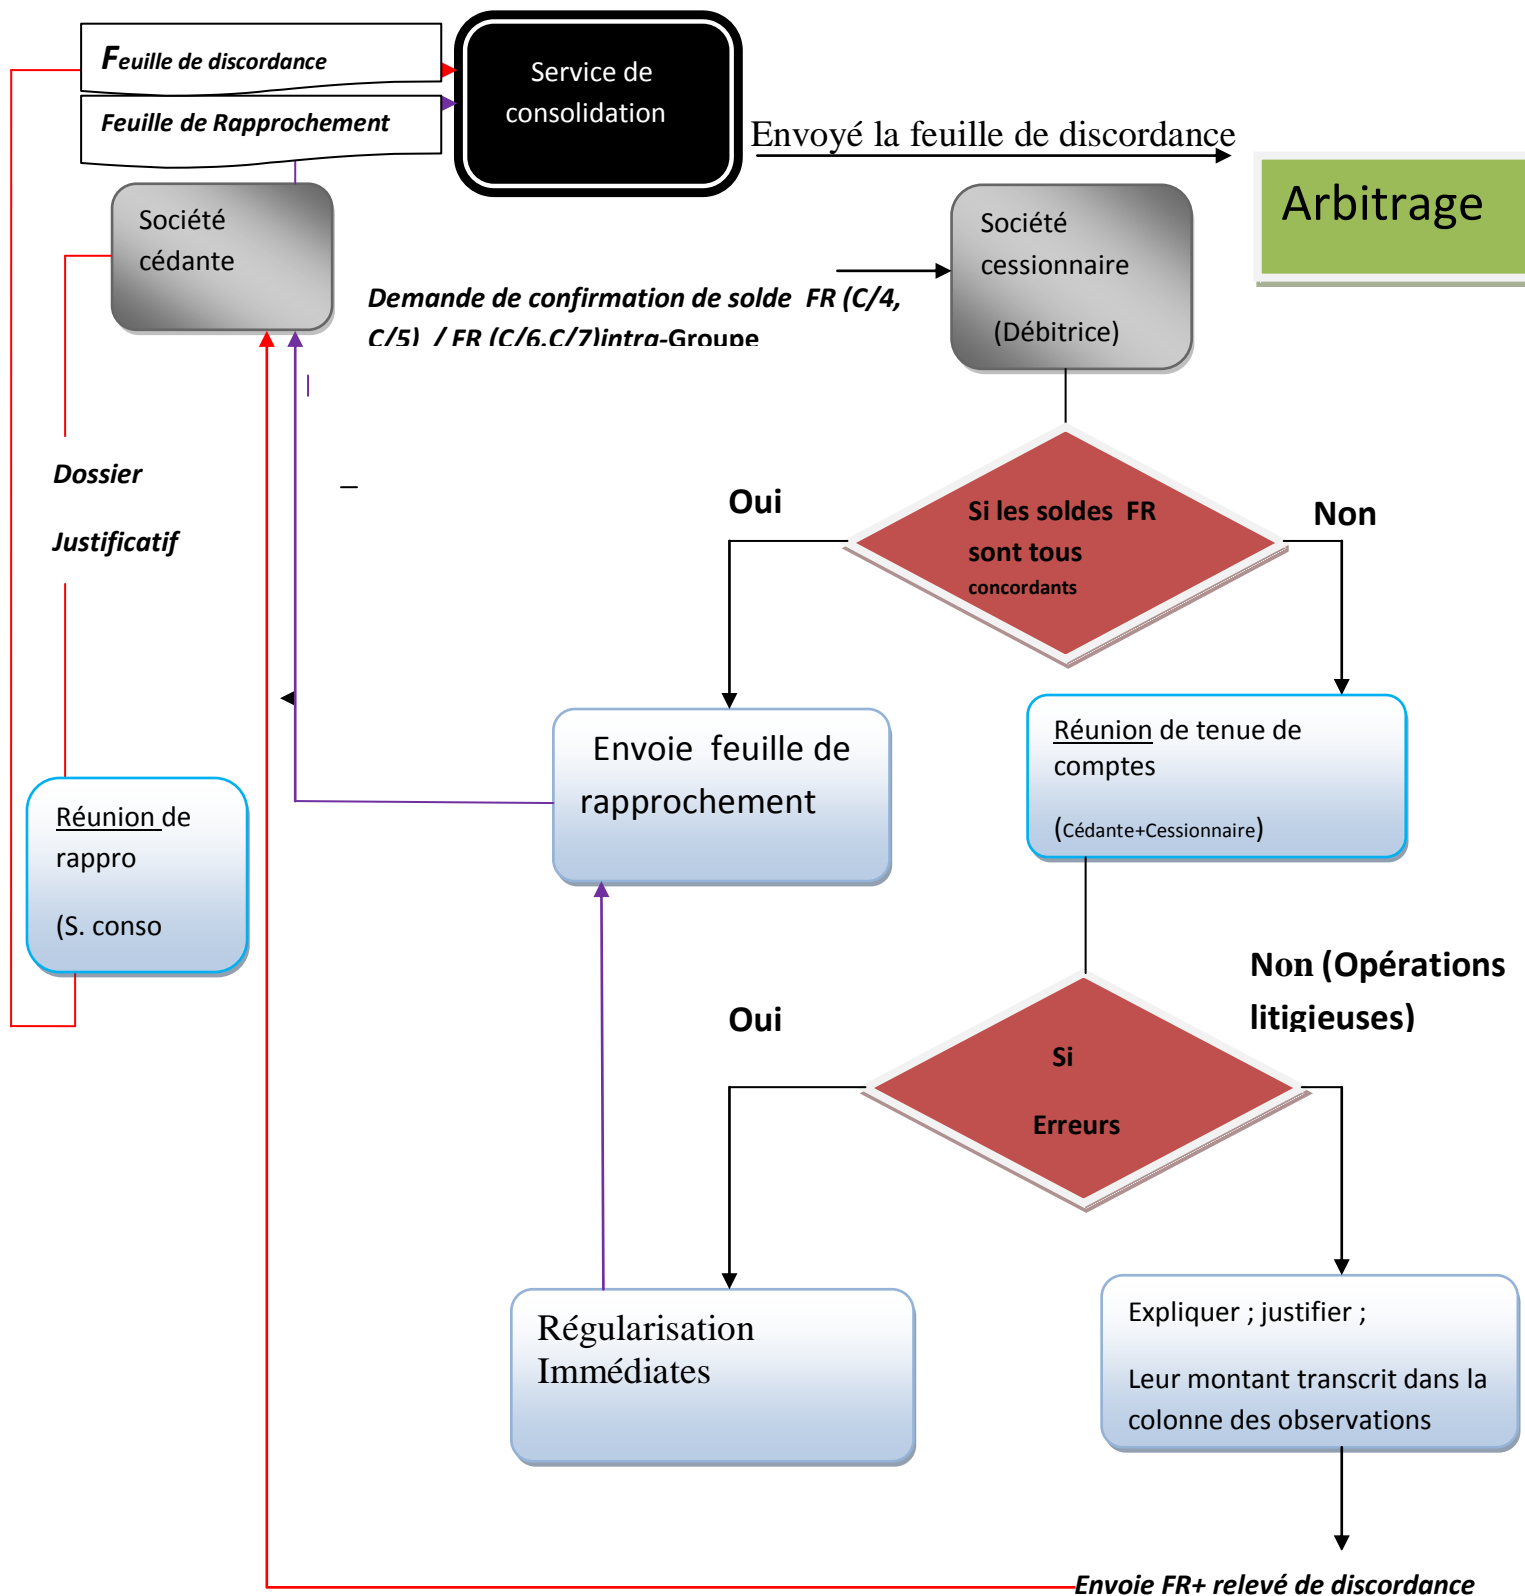 Feuille de discordance
Feuille de Rapprochement
Service de
consolidation
Envoyé la feuille de discordance
Arbitrage
Société
cédante
Société
cessionnaire
(Débitrice)
Demande de confirmation de solde FR (C/4,
C/5) / FR (C/6,C/7)intra-Groupe
Dossier
Justificatif
Oui
Si les soldes FR
sont tous
concordants
Non
Envoie feuille de
rapprochement
Réunion de tenue de
comptes
(Cédante+Cessionnaire)
Réunion de
rappro
(S. conso
Oui
Non (Opérations
litigieuses)
Si
Erreurs
Régularisation
Immédiates
Expliquer ; justifier ;
Leur montant transcrit dans la
colonne des observations
Envoie FR+ relevé de discordance